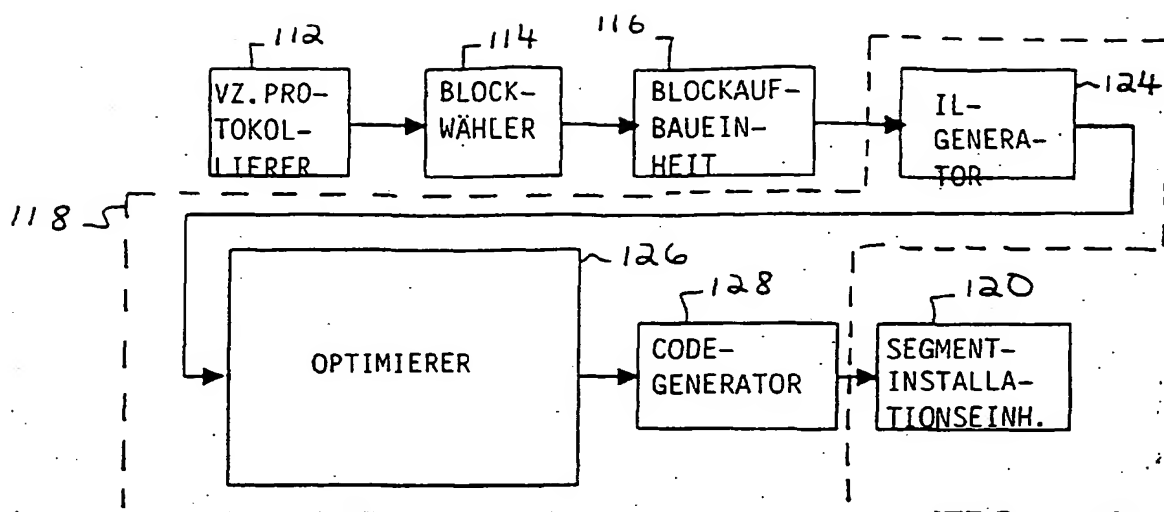 112
114
116
VZ.PRO-
TOKOL-
LIERER
BLOCK-
WÄHLER
BLOCKAUF-
BAUEIN-
HEIT
IL-
GENERA-
TOR
124
118
126
OPTIMIERER
128
CODE-
GENERATOR
120
SEGMENT-
INSTALLA-
TIONSEINH.